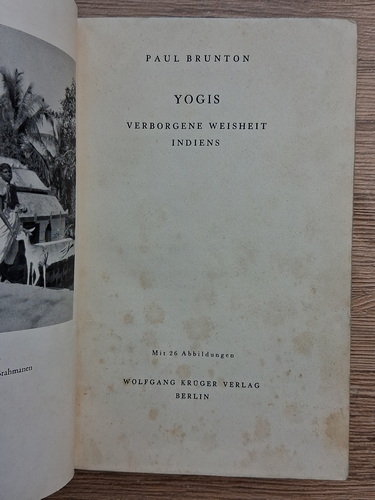 PAUL BRUNTON
YOGIS
VERBORGENE WEISHEIT
INDIENS
Mit 26 Abbildungen
WOLFGANG KRÜGER VERLAG
BERLIN